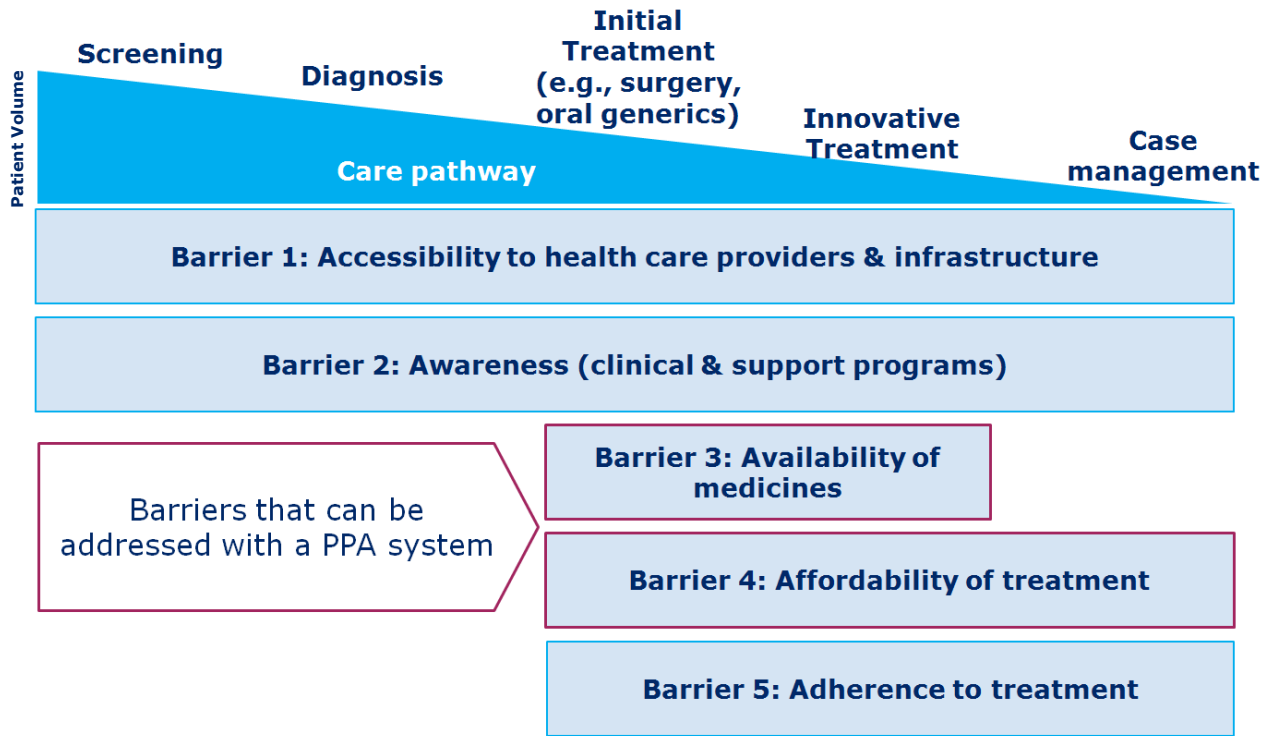 Screening
Diagnosis
Initial
Treatment
(e.g., surgery,
oral generics)
Innovative
Treatment
Case
management
Patient Volume
Care pathway
Barrier 1: Accessibility to health care providers & infrastructure
Barrier 2: Awareness (clinical & support programs)
Barriers that can be
addressed with a PPA system
Barrier 3: Availability of
medicines
Barrier 4: Affordability of treatment
Barrier 5: Adherence to treatment